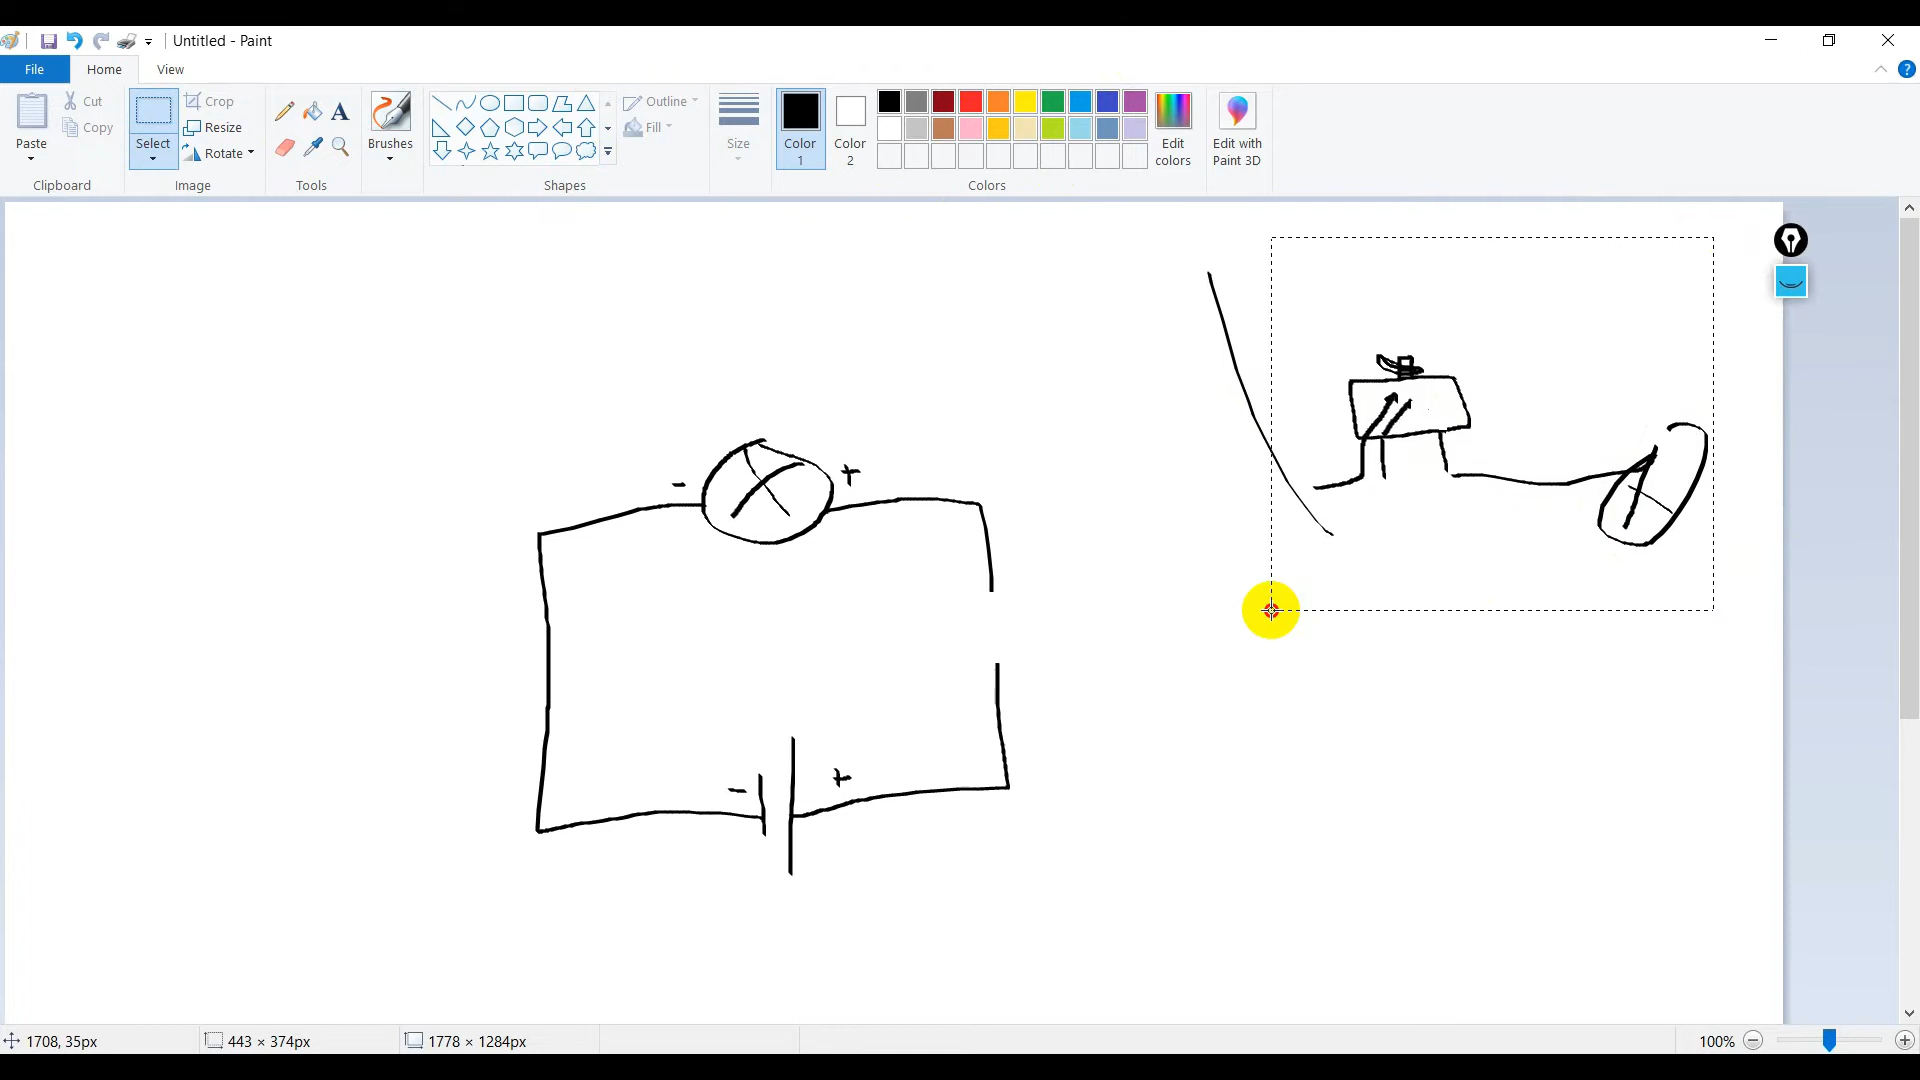 Untitled - Paint
File Home View
Paste
Cut
Copy
Clipboard
Select
Crop
Resize
Rotate
Image
A
Tools
Brushes
Shapes
Outline
Fill
Size
Color 1
Color 2
Edit colors
Colors
Edit with Paint 3D
?
- +
- +
1708, 35px
443 × 374px
1778 × 1284px
100%